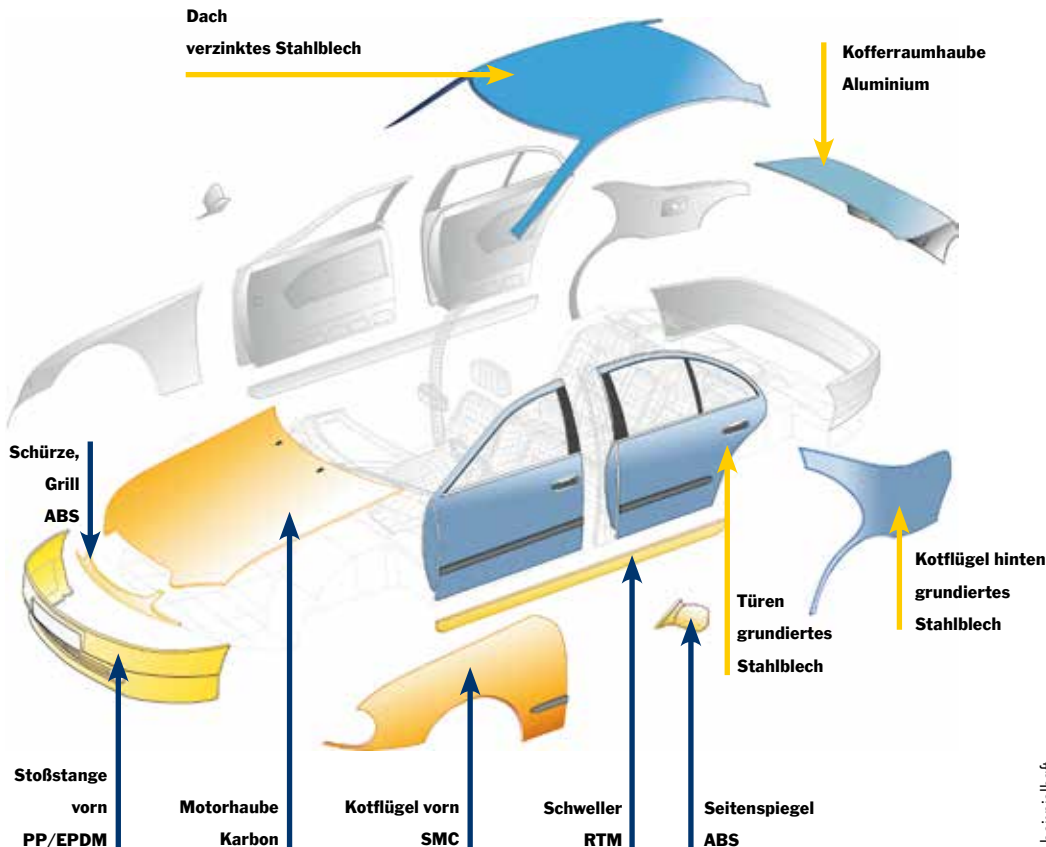 Dach
verzinktes Stahlblech
Kofferraumhaube
Aluminium
Schürze,
Grill
ABS
Kotflügel hinten
grundiertes
Stahlblech
Türen
grundiertes
Stahlblech
Stoßstange
vorn
PP/EPDM
Motorhaube
Karbon
Kotflügel vorn
SMC
Schweller
RTM
Seitenspiegel
ABS